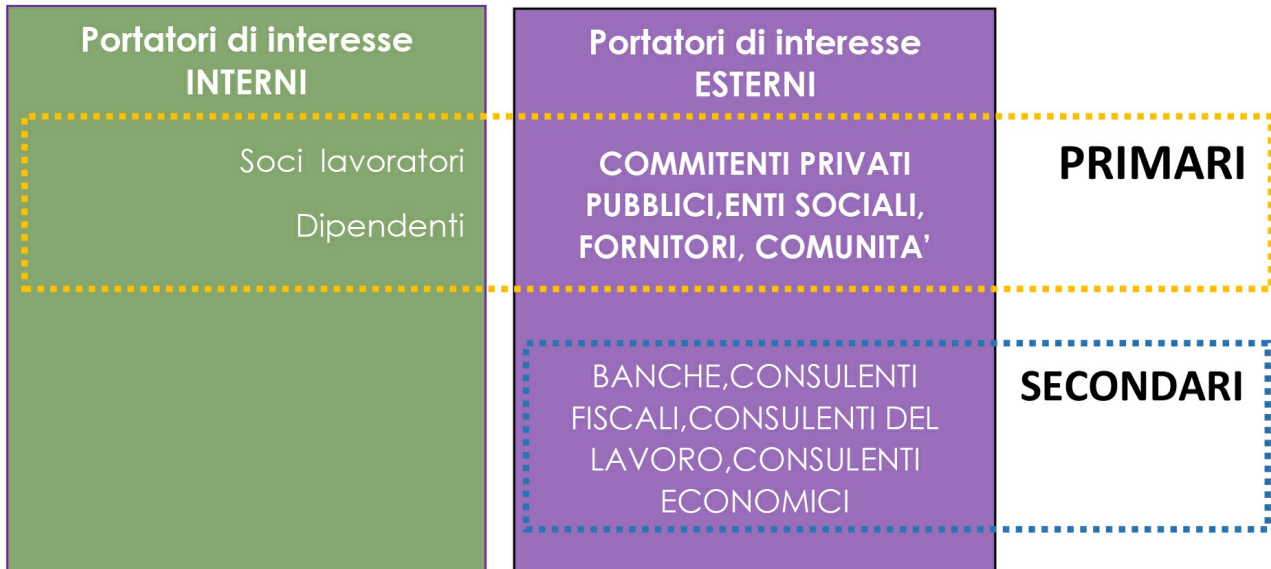 Portatori di interesse
INTERNI
Soci lavoratori
Dipendenti
Portatori di interesse
ESTERNI
COMMITENTI PRIVATI
PUBBLICI,ENTI SOCIALI,
FORNITORI, COMUNITA’
PRIMARI
BANCHE,CONSULENTI
FISCALI,CONSULENTI DEL
LAVORO,CONSULENTI
ECONOMICI
SECONDARI